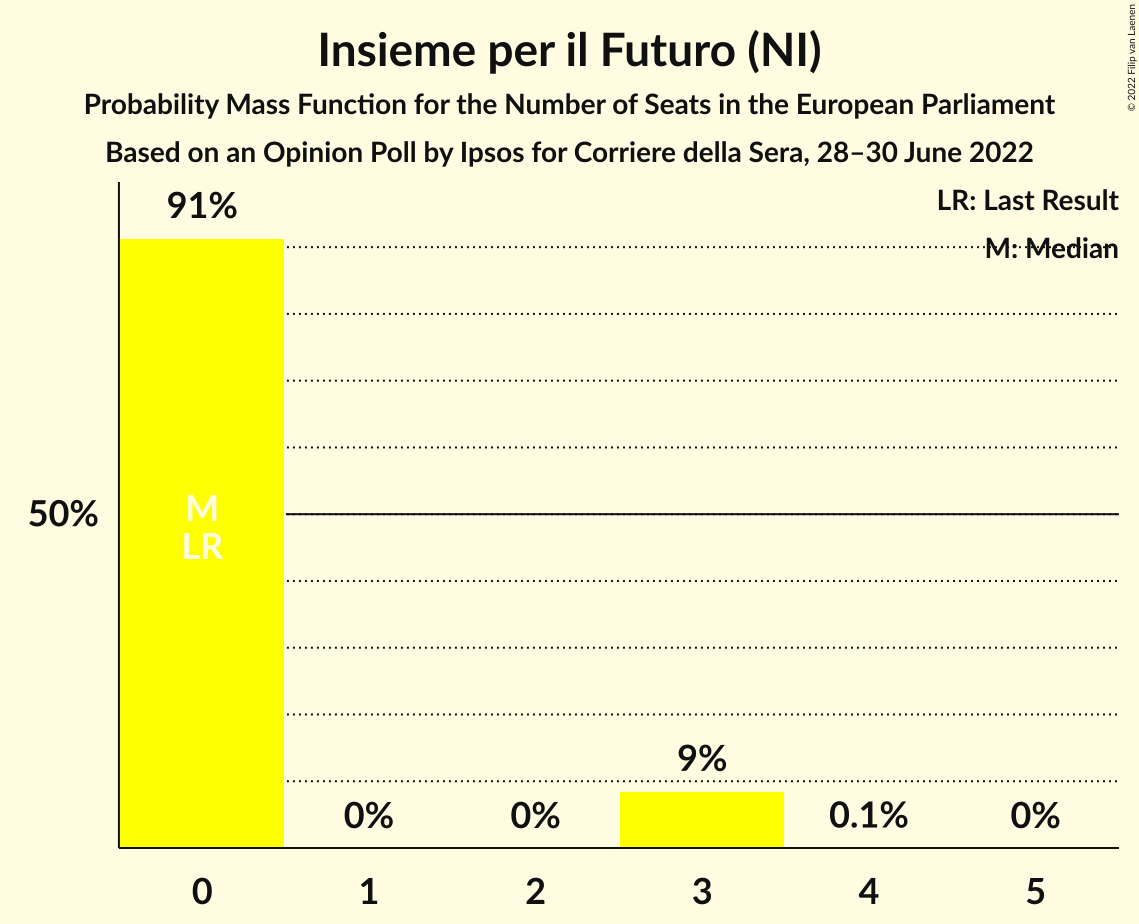 Insieme per il Futuro (NI)
Probability Mass Function for the Number of Seats in the European Parliament
Based on an Opinion Poll by Ipsos for Corriere della Sera, 28–30 June 2022
© 2022 Filip van Laenen
LR: Last Result
M: Median
91%
50%
M
LR
0%
0%
9%
0.1%
0%
0
1
2
3
4
5